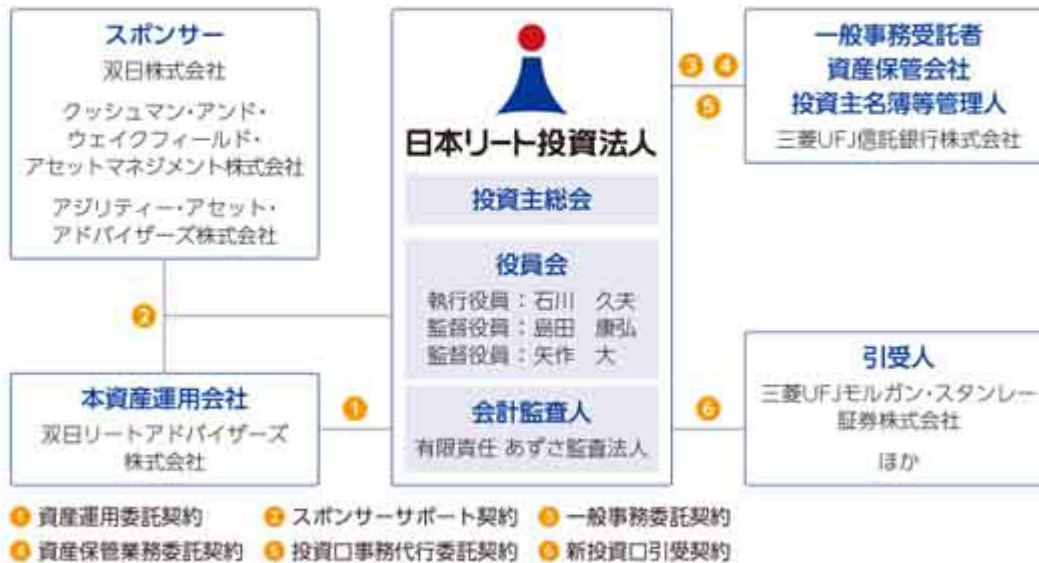 スポンサー
双日株式会社
クッシュマン・アンド・
ウェイクフィールド・
アセットマネジメント株式会社
アジリティー・アセット・
アドバイザーズ株式会社
2
本資産運用会社
双日リートアドバイザーズ
株式会社
1
日本リート投資法人
投資主総会
役員会
執行役員:石川 久夫
監督役員:島田 康弘
監督役員:矢作 大
会計監査人
有限責任 あずさ監査法人
3 4
5
一般事務受託者
資産保管会社
投資主名簿等管理人
三菱UFJ信託銀行株式会社
6
引受人
三菱UFJモルガン・スタンレー
証券株式会社
ほか
1 資産運用委託契約 2 スポンサーサポート契約 3 一般事務委託契約
4 資産保管業務委託契約 5 投資口事務代行委託契約 6 新投資口引受契約